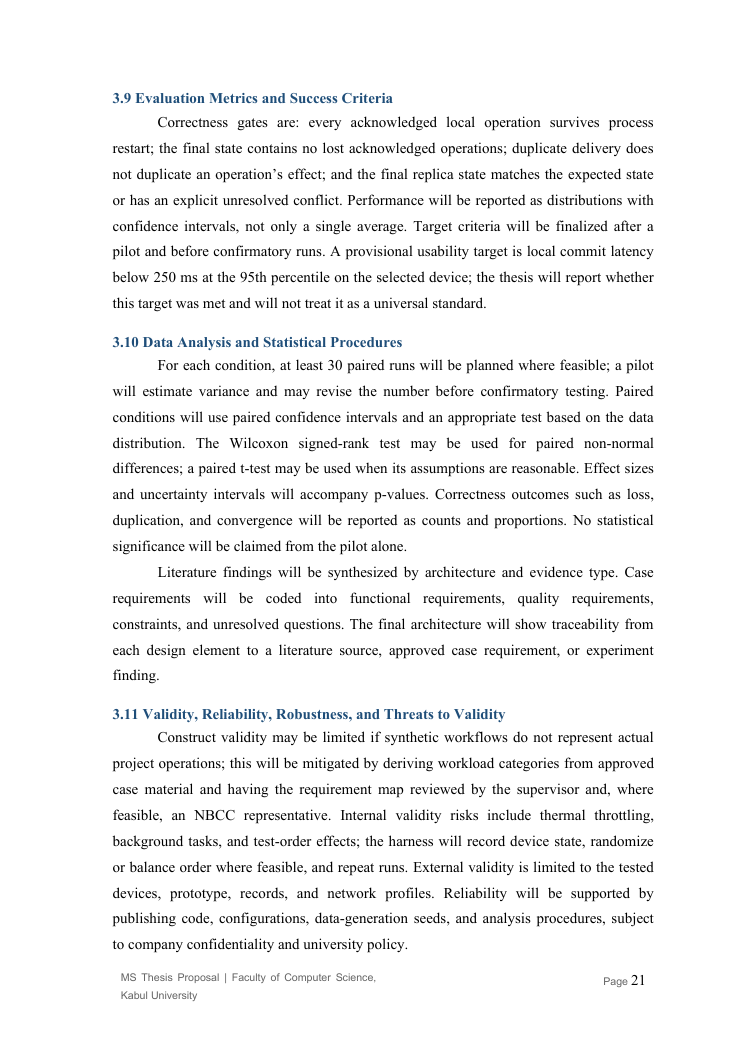 3.9 Evaluation Metrics and Success Criteria
Correctness gates are: every acknowledged local operation survives process
restart; the final state contains no lost acknowledged operations; duplicate delivery does
not duplicate an operation’s effect; and the final replica state matches the expected state
or has an explicit unresolved conflict. Performance will be reported as distributions with
confidence intervals, not only a single average. Target criteria will be finalized after a
pilot and before confirmatory runs. A provisional usability target is local commit latency
below 250 ms at the 95th percentile on the selected device; the thesis will report whether
this target was met and will not treat it as a universal standard.
3.10 Data Analysis and Statistical Procedures
For each condition, at least 30 paired runs will be planned where feasible; a pilot
will estimate variance and may revise the number before confirmatory testing. Paired
conditions will use paired confidence intervals and an appropriate test based on the data
distribution. The Wilcoxon signed-rank test may be used for paired non-normal
differences; a paired t-test may be used when its assumptions are reasonable. Effect sizes
and uncertainty intervals will accompany p-values. Correctness outcomes such as loss,
duplication, and convergence will be reported as counts and proportions. No statistical
significance will be claimed from the pilot alone.
Literature findings will be synthesized by architecture and evidence type. Case
requirements will be coded into functional requirements, quality requirements,
constraints, and unresolved questions. The final architecture will show traceability from
each design element to a literature source, approved case requirement, or experiment
finding.
3.11 Validity, Reliability, Robustness, and Threats to Validity
Construct validity may be limited if synthetic workflows do not represent actual
project operations; this will be mitigated by deriving workload categories from approved
case material and having the requirement map reviewed by the supervisor and, where
feasible, an NBCC representative. Internal validity risks include thermal throttling,
background tasks, and test-order effects; the harness will record device state, randomize
or balance order where feasible, and repeat runs. External validity is limited to the tested
devices, prototype, records, and network profiles. Reliability will be supported by
publishing code, configurations, data-generation seeds, and analysis procedures, subject
to company confidentiality and university policy.
MS Thesis Proposal | Faculty of Computer Science,
Kabul University
Page 21